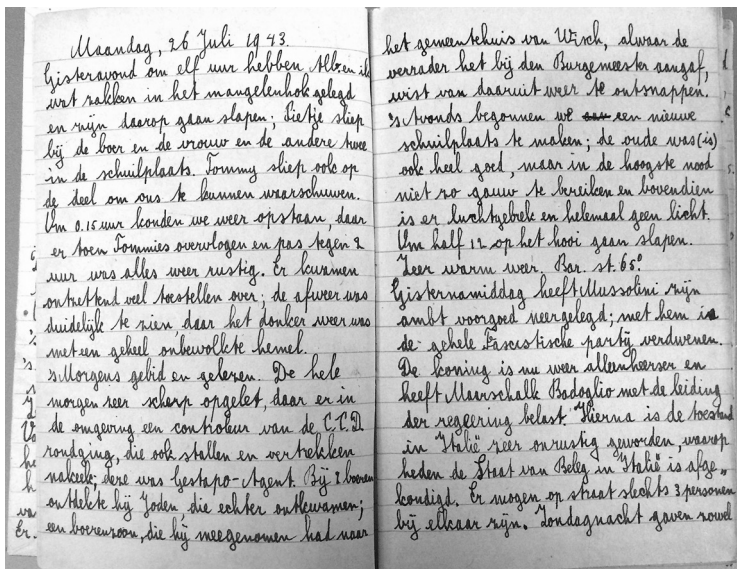 Maandag, 26 Juli 1943.
Gisteravond om elf uur hebben Alb. en ik
wat zakken in het mangelenhok gelegd
en zijn daarop gaan slapen; Sietje sliep
bij de boer en de vrouw en de andere twee
in de schuilplaats. Tommy sliep ook op
de deel om ons te kunnen waarschuwen.
Om 0.15 uur konden we weer opstaan, daar
er toen Tommies overvlogen en pas tegen 2
uur was alles weer rustig. Er kwamen
ontzettend veel toestellen over; de afweer was
duidelijk te zien, daar het donker weer was
met een geheel onbewolkte hemel.
's Morgens gebid en gelezen. De hele
morgen zeer scherp opgelet, daar er in
de omgeving een controleur van de C.C.D.
rondging, die ook stallen en vertrekken
nakeek; deze was Gestapo-Agent. Bij 2 boeren
ontdekte hij Joden die echter ontkwamen;
een boerenzoon, die hij meegenomen had naar
het gemeentehuis van Wisch, alwaar de
verrader het bij den Burgemeester aangaf,
wist van daaruit weer te ontsnappen.
's Avonds begonnen we aan een nieuwe
schuilplaats te maken; de oude was (is)
ook heel goed, maar in de hoogste nood
niet zo gauw te bereiken en bovendien
is er luchtgebrek en helemaal geen licht.
Om half 12 op het hooi gaan slapen.
Zeer warm weer. Bar. st. 65°
Gisternamiddag heeft Mussolini zijn
ambt voorgoed neergelegd; met hem is
de gehele Fascistische party verdwenen.
De koning is nu weer alleenheerser en
heeft Maarschalk Badoglio met de leiding
der regeering belast. Hierna is de toestand
in "Italië" zeer onrustig geworden, waarop
heden de Staat van Beleg in "Italië" is afge„
kondigd. Er mogen op straat slechts 3 personen
bij elkaar zijn. Zondagnacht gaven zowel